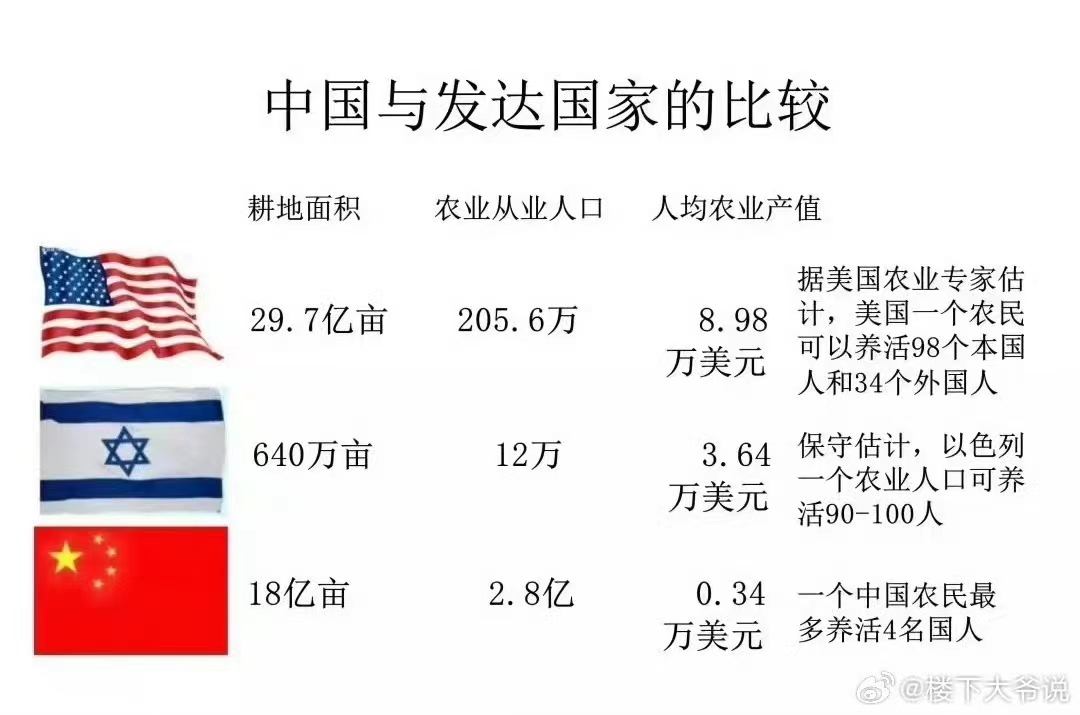 中国与发达国家的比较
耕地面积 农业从业人口 人均农业产值
29.7亿亩 205.6万 8.98
万美元
据美国农业专家估
计，美国一个农民
可以养活98个本国
人和34个外国人
640万亩 12万 3.64
万美元
保守估计，以色列
一个农业人口可养
活90-100人
18亿亩 2.8亿 0.34
万美元
一个中国农民最
多养活4名国人
@楼下大爷说